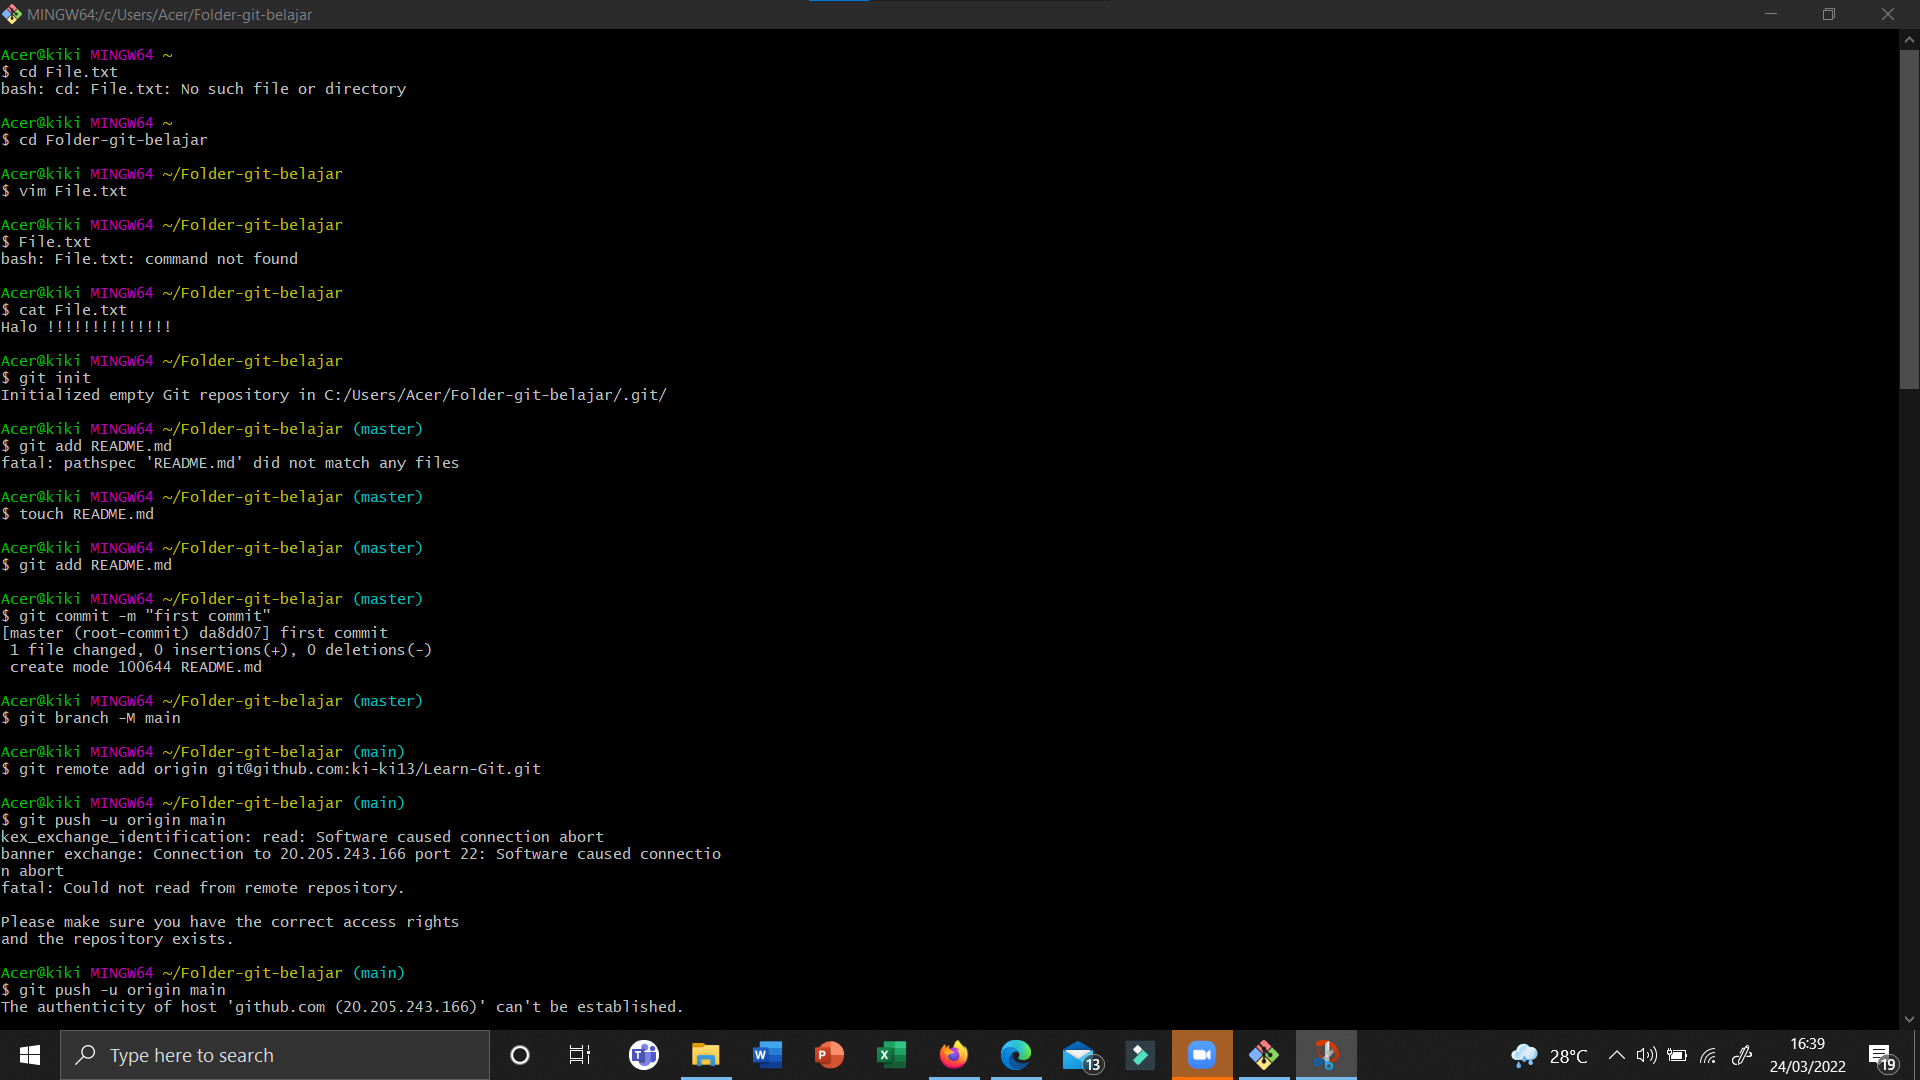 MINGW64:/c/Users/Acer/Folder-git-belajar
Acer@kiki MINGW64 ~
$ cd File.txt
bash: cd: File.txt: No such file or directory
Acer@kiki MINGW64 ~
$ cd Folder-git-belajar
Acer@kiki MINGW64 ~/Folder-git-belajar
$ vim File.txt
Acer@kiki MINGW64 ~/Folder-git-belajar
$ File.txt
bash: File.txt: command not found
Acer@kiki MINGW64 ~/Folder-git-belajar
$ cat File.txt
Halo !!!!!!!!!!!!!!
Acer@kiki MINGW64 ~/Folder-git-belajar
$ git init
Initialized empty Git repository in C:/Users/Acer/Folder-git-belajar/.git/
Acer@kiki MINGW64 ~/Folder-git-belajar (master)
$ git add README.md
fatal: pathspec 'README.md' did not match any files
Acer@kiki MINGW64 ~/Folder-git-belajar (master)
$ touch README.md
Acer@kiki MINGW64 ~/Folder-git-belajar (master)
$ git add README.md
Acer@kiki MINGW64 ~/Folder-git-belajar (master)
$ git commit -m "first commit"
[master (root-commit) da8dd07] first commit
1 file changed, 0 insertions(+), 0 deletions(-)
create mode 100644 README.md
Acer@kiki MINGW64 ~/Folder-git-belajar (master)
$ git branch -M main
Acer@kiki MINGW64 ~/Folder-git-belajar (main)
$ git remote add origin git@github.com:ki-ki13/Learn-Git.git
Acer@kiki MINGW64 ~/Folder-git-belajar (main)
$ git push -u origin main
kex_exchange_identification: read: Software caused connection abort
banner exchange: Connection to 20.205.243.166 port 22: Software caused connectio
n abort
fatal: Could not read from remote repository.
Please make sure you have the correct access rights
and the repository exists.
Acer@kiki MINGW64 ~/Folder-git-belajar (main)
$ git push -u origin main
The authenticity of host 'github.com (20.205.243.166)' can't be established.
Type here to search
13
28°C
16:39
24/03/2022
19